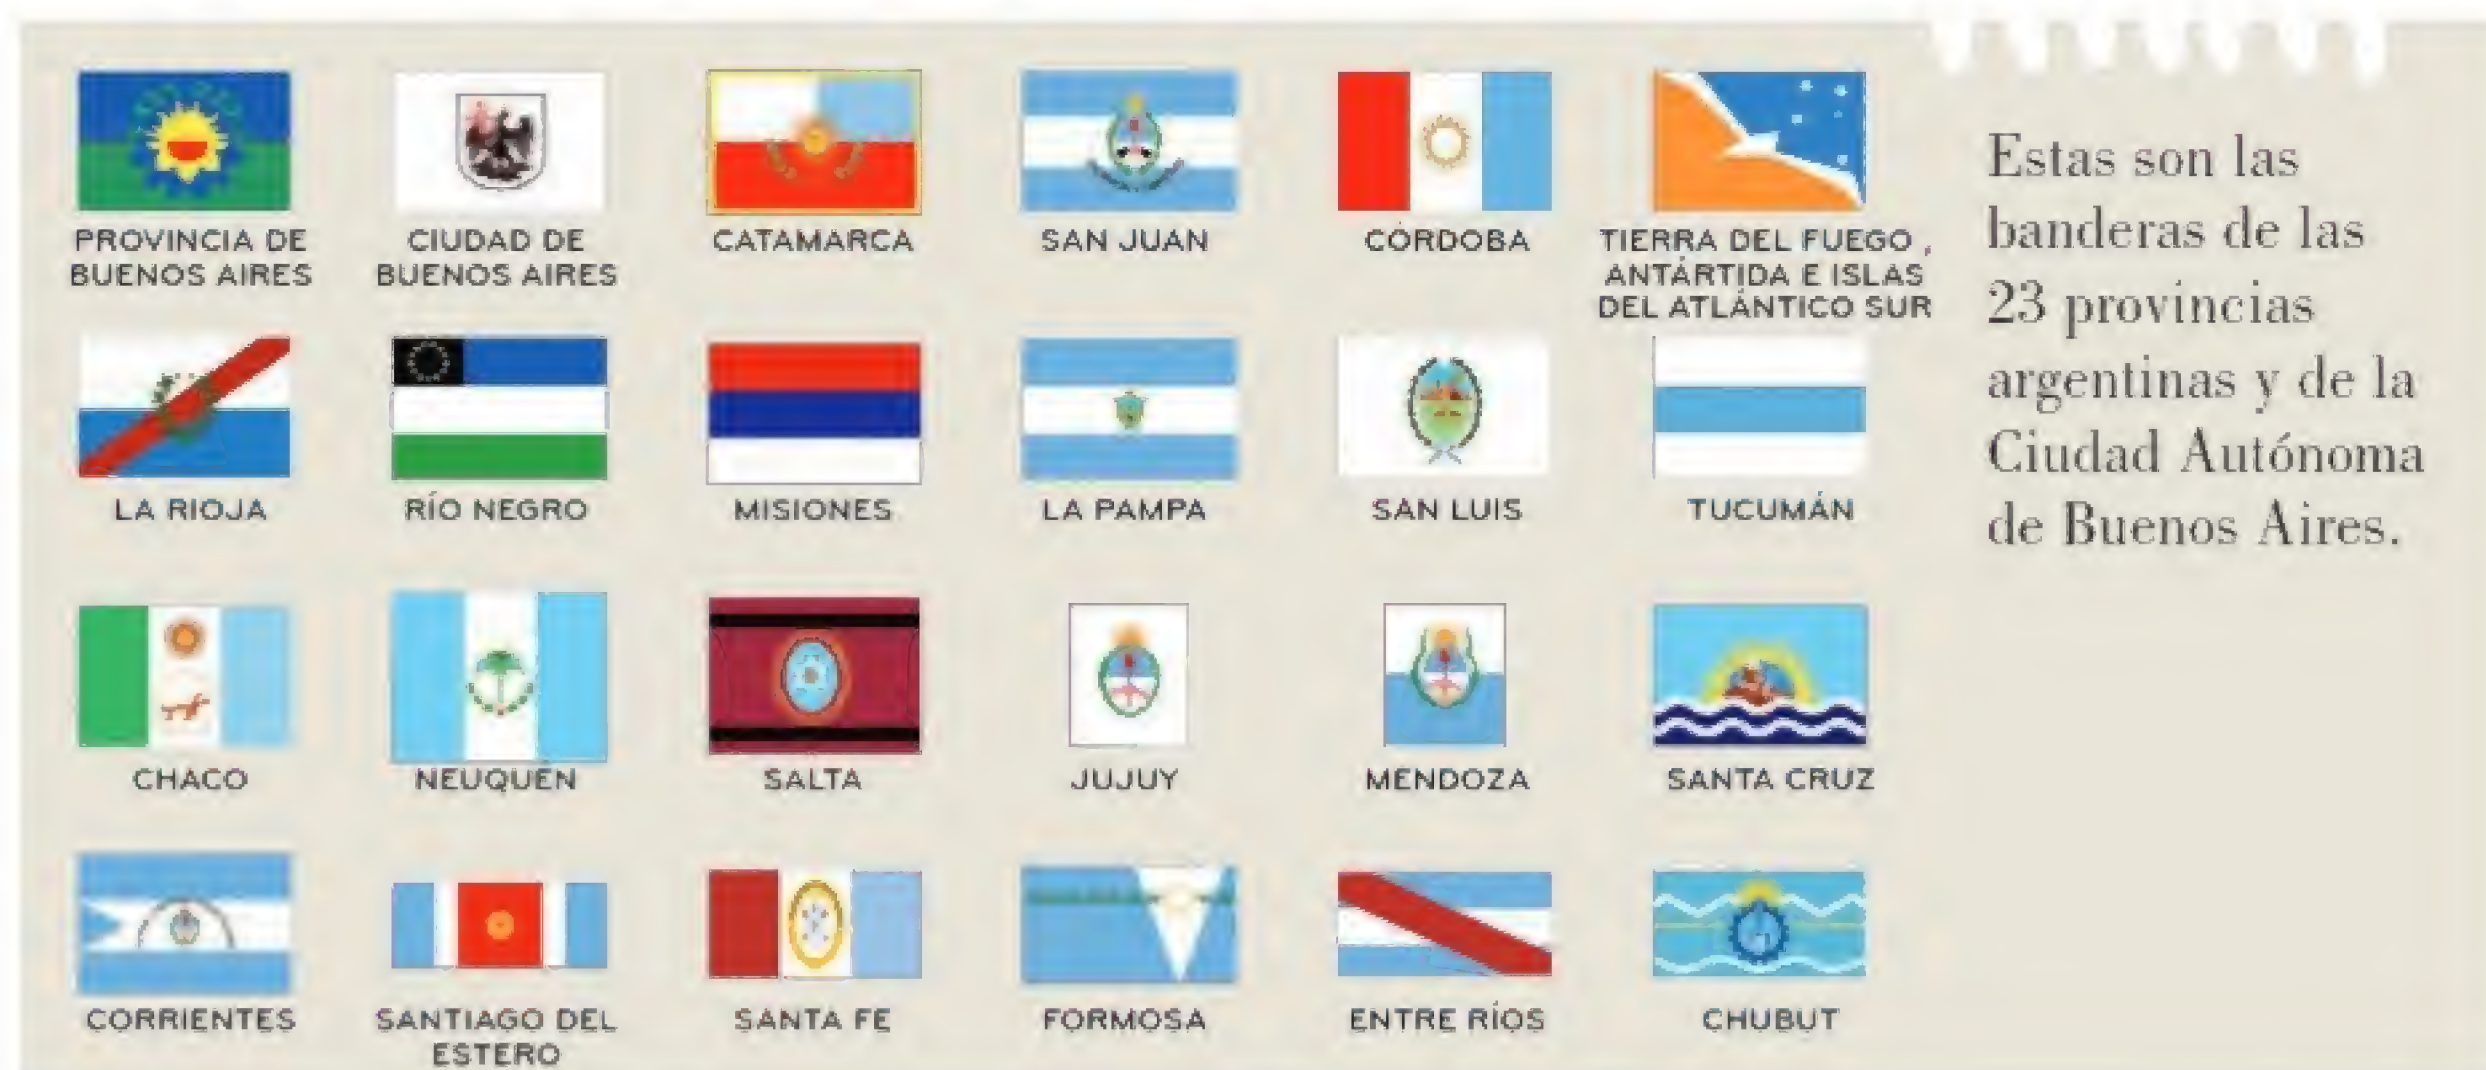 PROVINCIA DE
BUENOS AIRES
CIUDAD DE
BUENOS AIRES
CATAMARCA
SAN JUAN
CÓRDOBA
TIERRA DEL FUEGO ,
ANTÁRTIDA E ISLAS
DEL ATLÁNTICO SUR
LA RIOJA
RÍO NEGRO
MISIONES
LA PAMPA
SAN LUIS
TUCUMÁN
CHACO
NEUQUÉN
SALTA
JUJUY
MENDOZA
SANTA CRUZ
CORRIENTES
SANTIAGO DEL
ESTERO
SANTA FE
FORMOSA
ENTRE RÍOS
CHUBUT
Estas son las
banderas de las
23 provincias
argentinas y de la
Ciudad Autónoma
de Buenos Aires.